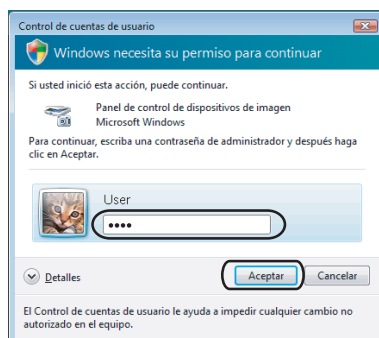 Control de cuentas de usuario
Windows necesita su permiso para continuar
Si usted inició esta acción, puede continuar.
Panel de control de dispositivos de imagen
Microsoft Windows
Para continuar, escriba una contraseña de administrador y después haga
clic en Aceptar.
User
••••
Detalles
Aceptar
Cancelar
El Control de cuentas de usuario le ayuda a impedir cualquier cambio no
autorizado en el equipo.